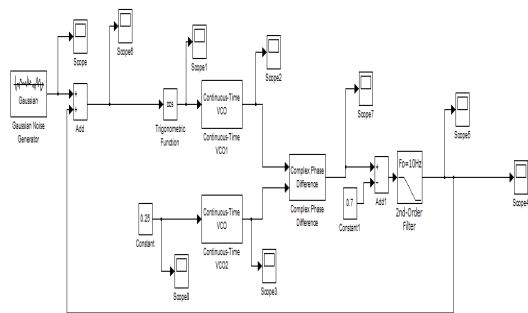 Scope
Scope6
Scope1
Scope2
Gaussian
Gaussian Noise
Generator
+
+
Add
cos
Trigonometric
Function
Continuous-Time
VCO
Continuous-Time
VCO1
Scope7
Scope5
Complex Phase
Difference
Complex Phase
Difference
+
−
Add1
Fo=10Hz
2nd-Order
Filter
Scope4
0.7
Constant1
0.25
Constant
Continuous-Time
VCO
Continuous-Time
VCO2
Scope8
Scope3